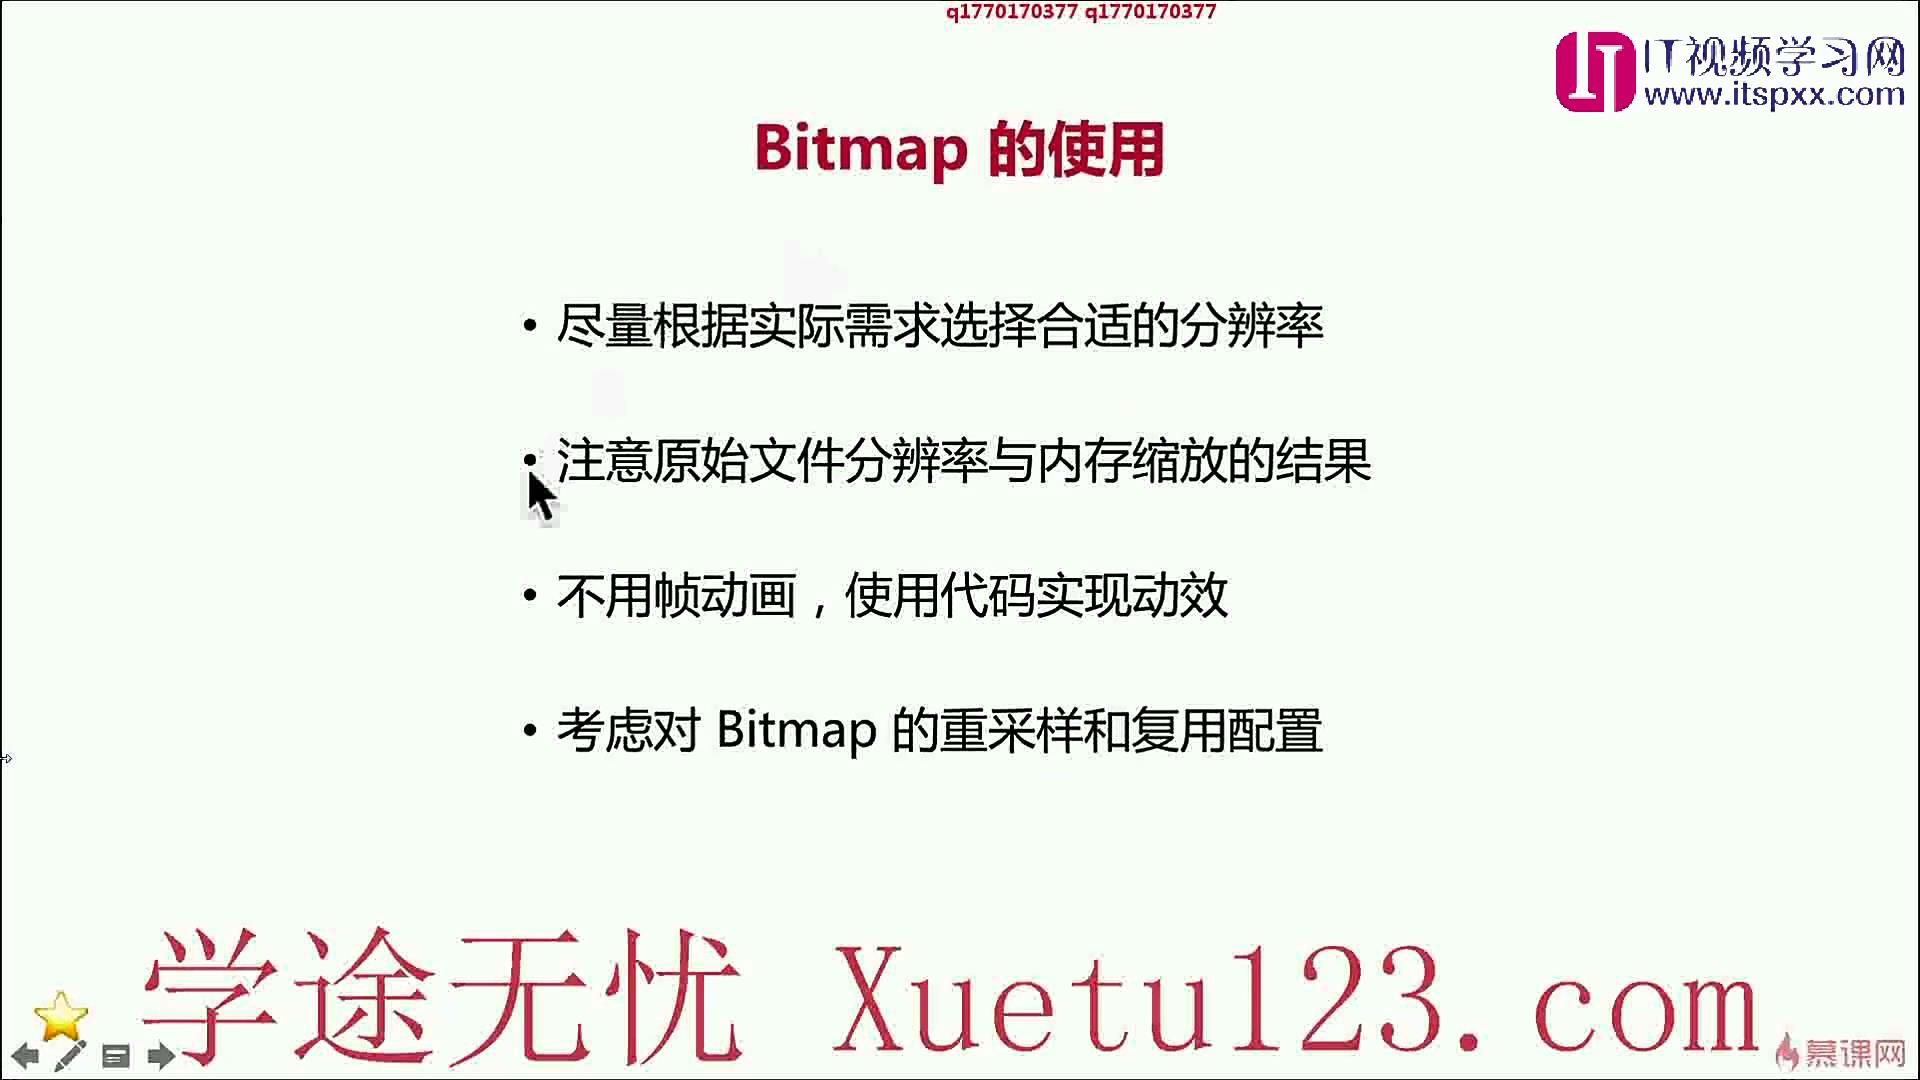 q1770170377 q1770170377
IT视频学习网
www.itspxx.com
Bitmap 的使用
• 尽量根据实际需求选择合适的分辨率
• 注意原始文件分辨率与内存缩放的结果
• 不用帧动画，使用代码实现动效
• 考虑对 Bitmap 的重采样和复用配置
学途无忧 Xuetu123.com
慕课网